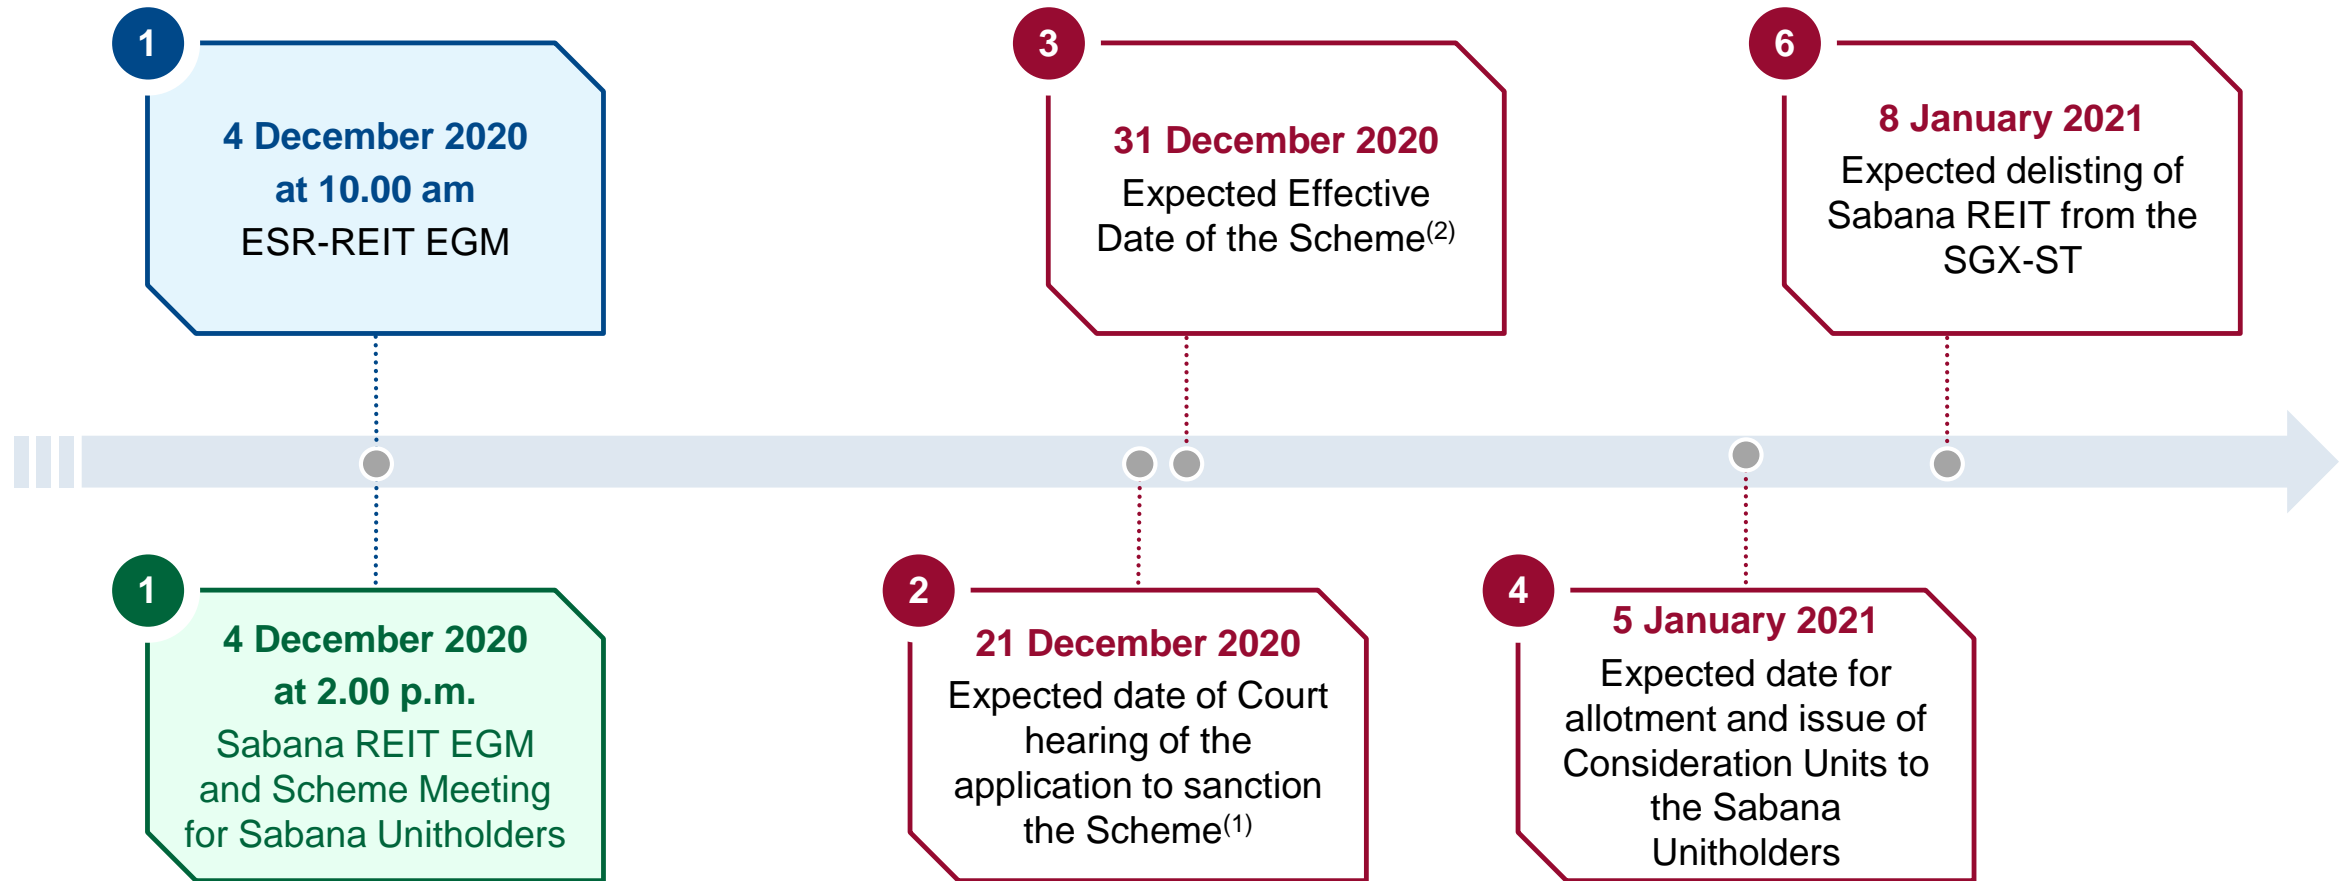 1
4 December 2020
at 10.00 am
ESR-REIT EGM
3
31 December 2020
Expected Effective
Date of the Scheme(2)
6
8 January 2021
Expected delisting of
Sabana REIT from the
SGX-ST
1
4 December 2020
at 2.00 p.m.
Sabana REIT EGM
and Scheme Meeting
for Sabana Unitholders
2
21 December 2020
Expected date of Court
hearing of the
application to sanction
the Scheme(1)
4
5 January 2021
Expected date for
allotment and issue of
Consideration Units to
the Sabana
Unitholders